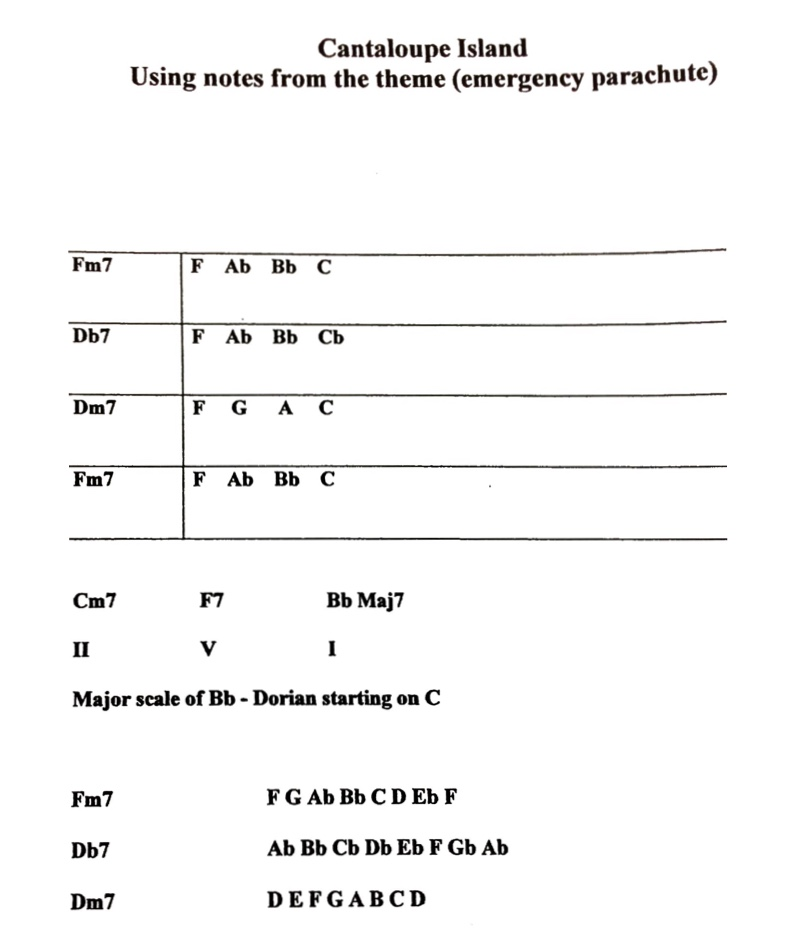 Cantaloupe Island
Using notes from the theme (emergency parachute)
Fm7 F Ab Bb C
Db7 F Ab Bb Cb
Dm7 F G A C
Fm7 F Ab Bb C
Cm7 F7 Bb Maj7
II V I
Major scale of Bb - Dorian starting on C
Fm7 F G Ab Bb C D Eb F
Db7 Ab Bb Cb Db Eb F Gb Ab
Dm7 D E F G A B C D